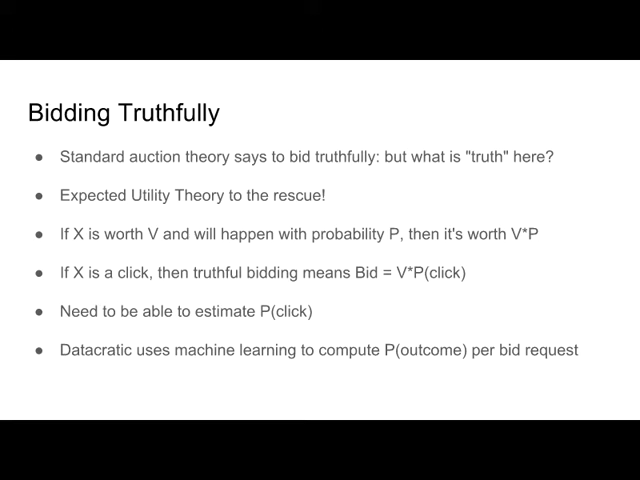 Bidding Truthfully
● Standard auction theory says to bid truthfully: but what is "truth" here?
● Expected Utility Theory to the rescue!
● If X is worth V and will happen with probability P, then it's worth V*P
● If X is a click, then truthful bidding means Bid = V*P(click)
● Need to be able to estimate P(click)
● Datacratic uses machine learning to compute P(outcome) per bid request